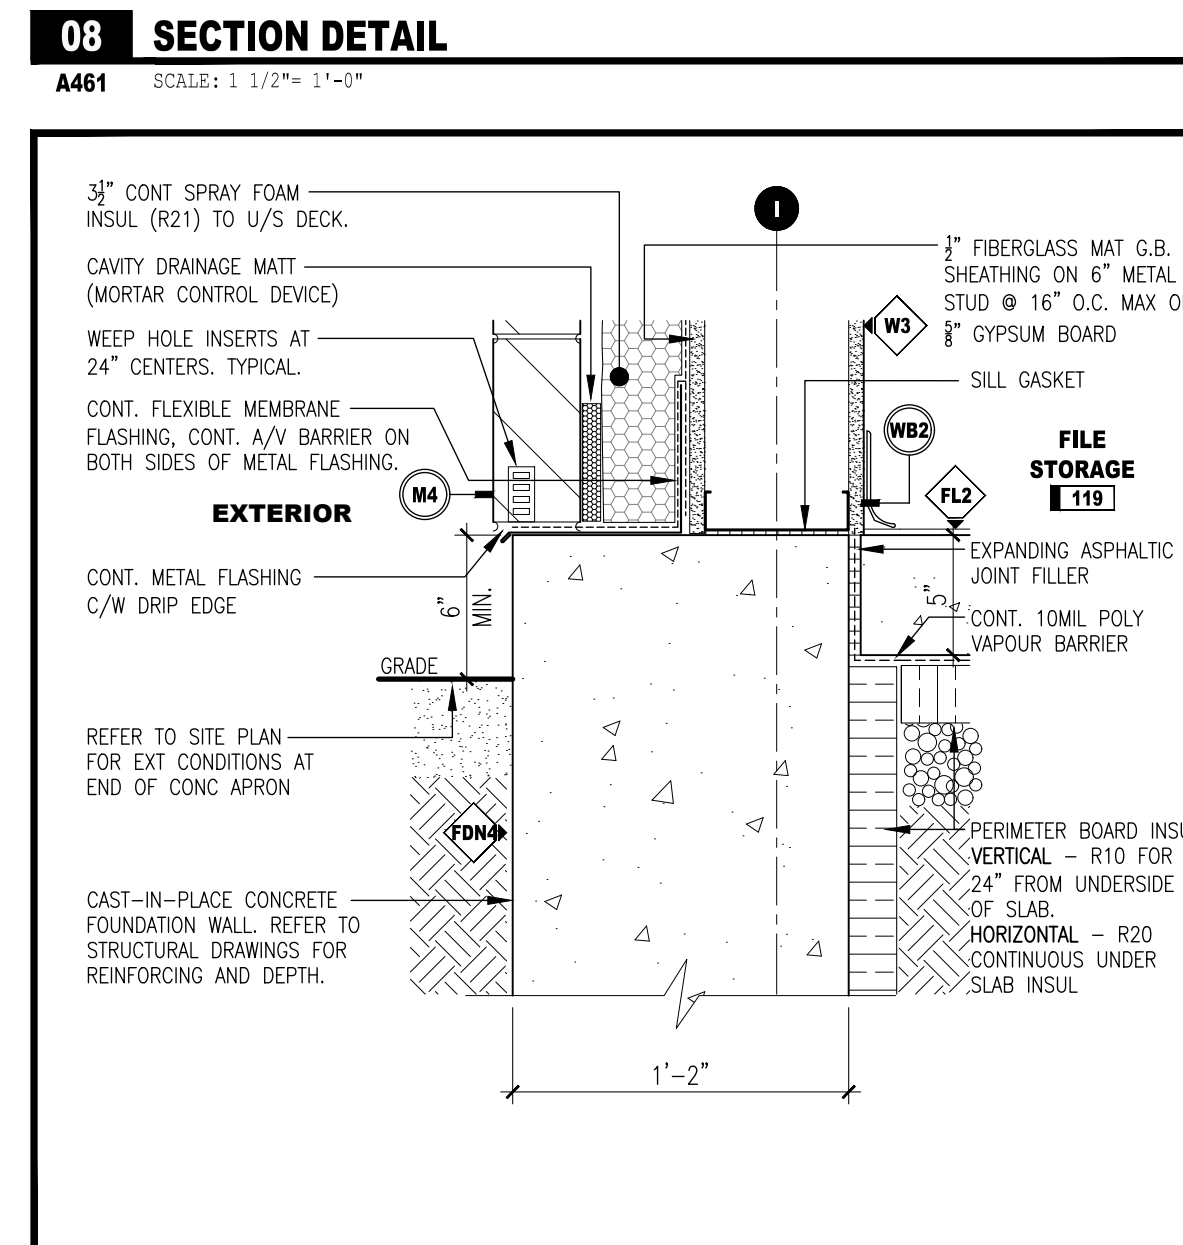 08 SECTION DETAIL
A461 SCALE: 1 1/2"= 1'-0"
3½" CONT SPRAY FOAM
INSUL (R21) TO U/S DECK.
CAVITY DRAINAGE MATT
(MORTAR CONTROL DEVICE)
WEEP HOLE INSERTS AT
24" CENTERS. TYPICAL.
CONT. FLEXIBLE MEMBRANE
FLASHING, CONT. A/V BARRIER ON
BOTH SIDES OF METAL FLASHING.
M4
EXTERIOR
CONT. METAL FLASHING
C/W DRIP EDGE
6"
MIN.
GRADE
REFER TO SITE PLAN
FOR EXT CONDITIONS AT
END OF CONC APRON
FDN4
CAST-IN-PLACE CONCRETE
FOUNDATION WALL. REFER TO
STRUCTURAL DRAWINGS FOR
REINFORCING AND DEPTH.
I
½" FIBERGLASS MAT G.B.
SHEATHING ON 6" METAL
STUD @ 16" O.C. MAX
⅝" GYPSUM BOARD
W3
SILL GASKET
WB2
FILE
STORAGE
119
FL2
EXPANDING ASPHALTIC
JOINT FILLER
5"
CONT. 10MIL POLY
VAPOUR BARRIER
PERIMETER BOARD
VERTICAL - R10 FOR
24" FROM UNDERSIDE
OF SLAB.
HORIZONTAL - R20
CONTINUOUS UNDER
SLAB INSUL
1'-2"